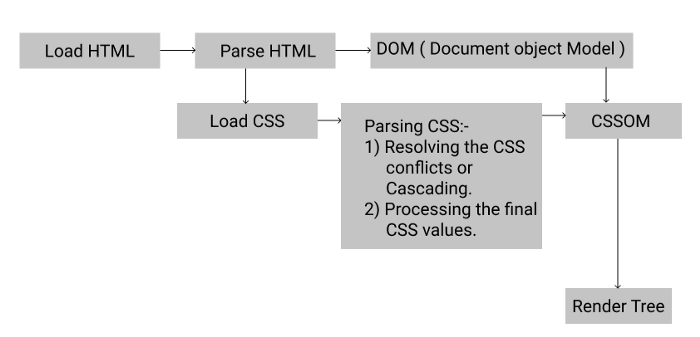 Load HTML
Parse HTML
DOM ( Document object Model )
Load CSS
Parsing CSS:-
1) Resolving the CSS
conflicts or
Cascading.
2) Processing the final
CSS values.
CSSOM
Render Tree